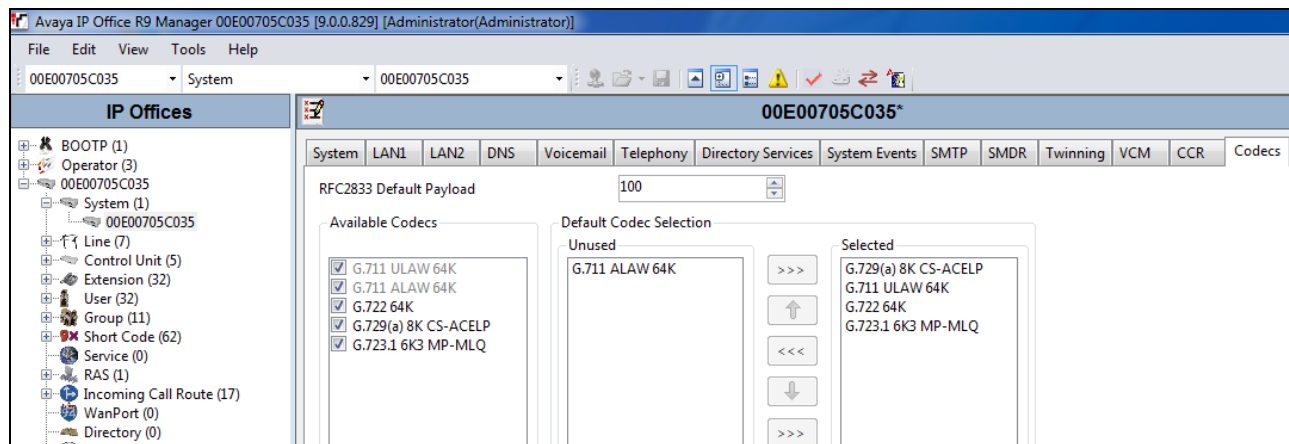 Avaya IP Office R9 Manager 00E00705C035 [9.0.0.829] [Administrator(Administrator)]
File Edit View Tools Help
00E00705C035 System 00E00705C035
IP Offices
BOOTP (1)
Operator (3)
00E00705C035
System (1)
00E00705C035
Line (7)
Control Unit (5)
Extension (32)
User (32)
Group (11)
Short Code (62)
Service (0)
RAS (1)
Incoming Call Route (17)
WanPort (0)
Directory (0)
00E00705C035*
System LAN1 LAN2 DNS Voicemail Telephony Directory Services System Events SMTP SMDR Twinning VCM CCR Codecs
RFC2833 Default Payload 100
Available Codecs
G.711 ULAW 64K
G.711 ALAW 64K
G.722 64K
G.729(a) 8K CS-ACELP
G.723.1 6K3 MP-MLQ
Default Codec Selection
Unused
G.711 ALAW 64K
>>>
<<<
>>>
Selected
G.729(a) 8K CS-ACELP
G.711 ULAW 64K
G.722 64K
G.723.1 6K3 MP-MLQ